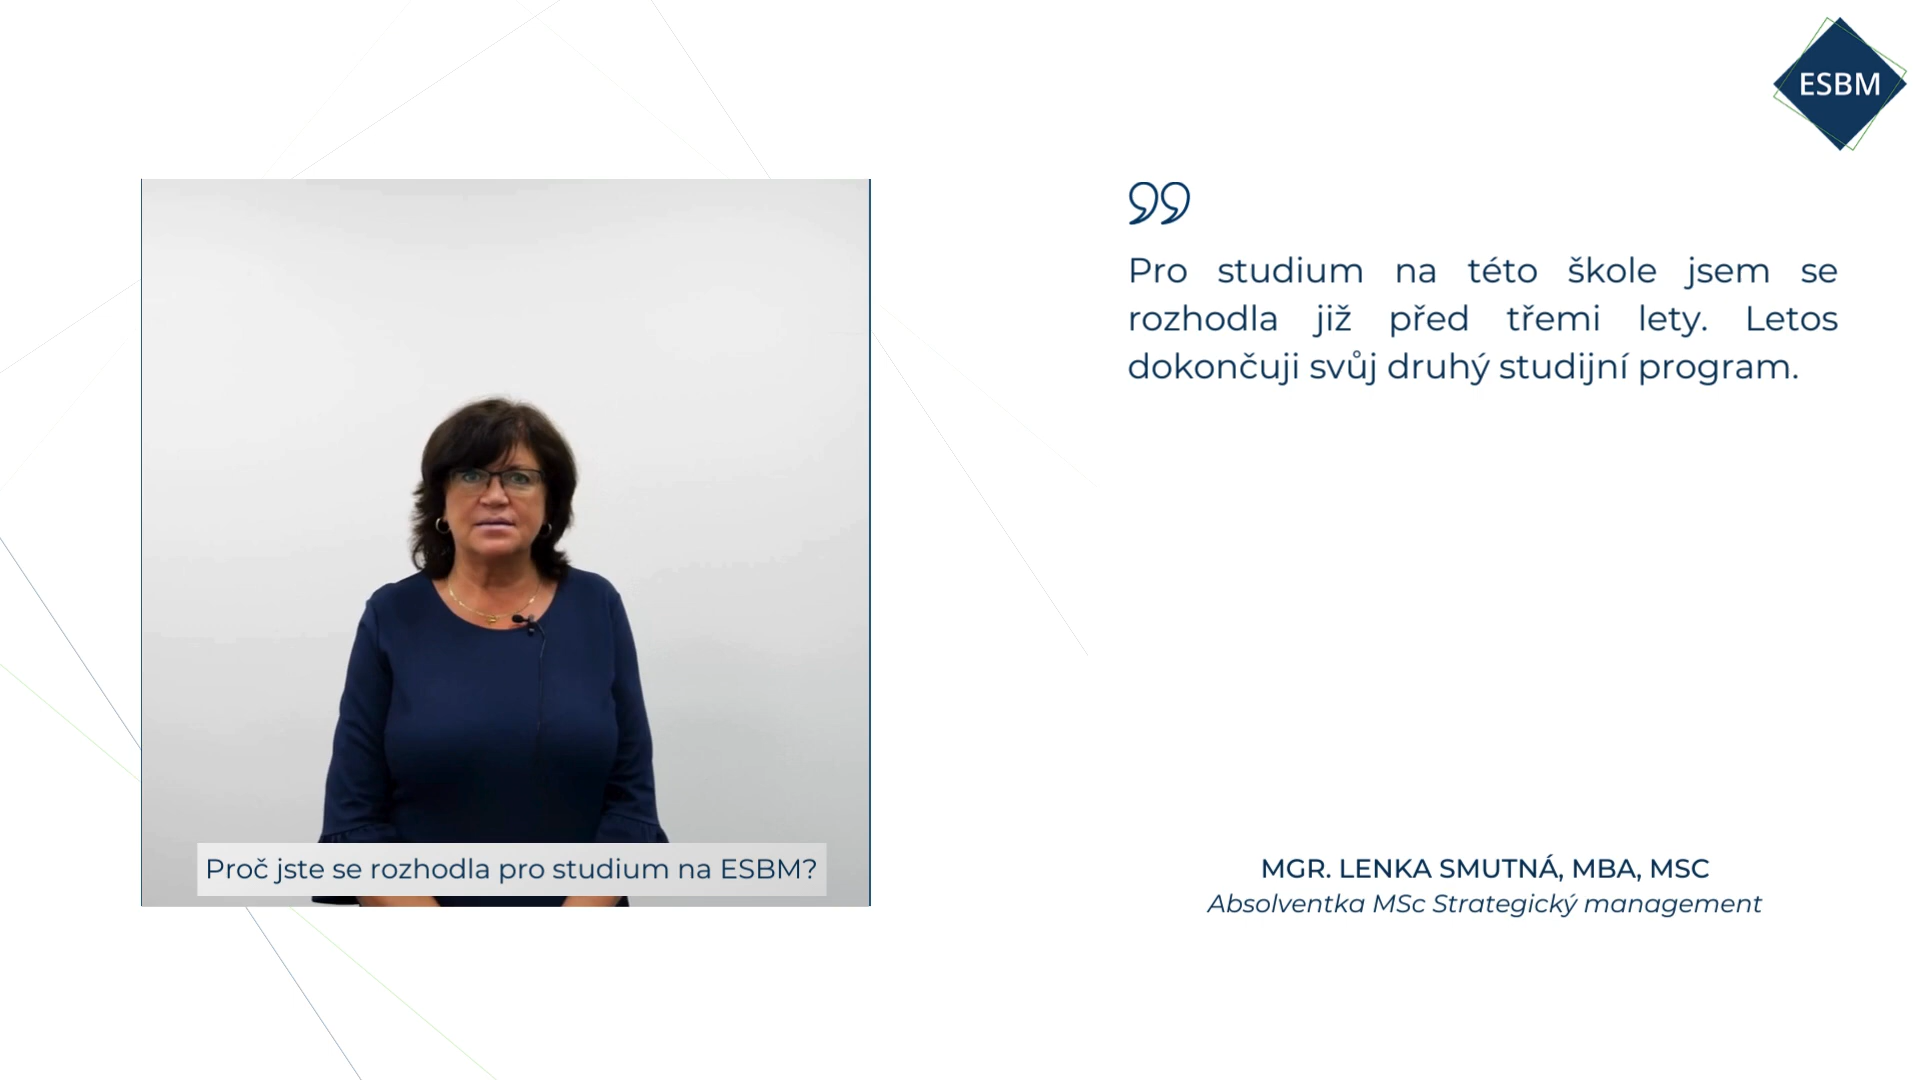 ESBM
Pro studium na této škole jsem se
rozhodla již před třemi lety. Letos
dokončuji svůj druhý studijní program.
Proč jste se rozhodla pro studium na ESBM?
MGR. LENKA SMUTNÁ, MBA, MSC
Absolventka MSc Strategický management